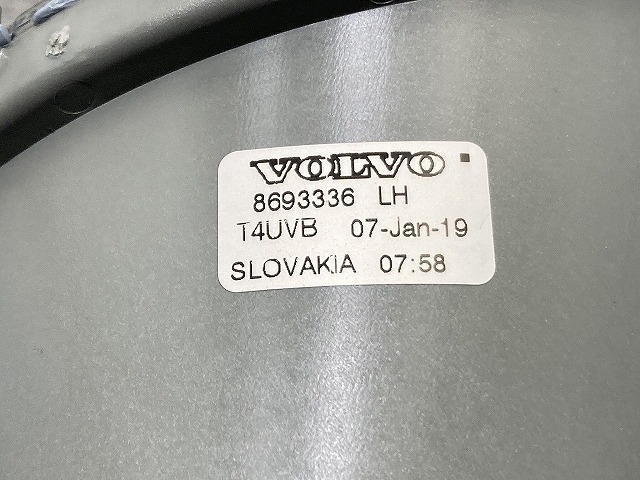 VOLVO
8693336 LH
T4UVB 07-Jan-19
SLOVAKIA 07:58